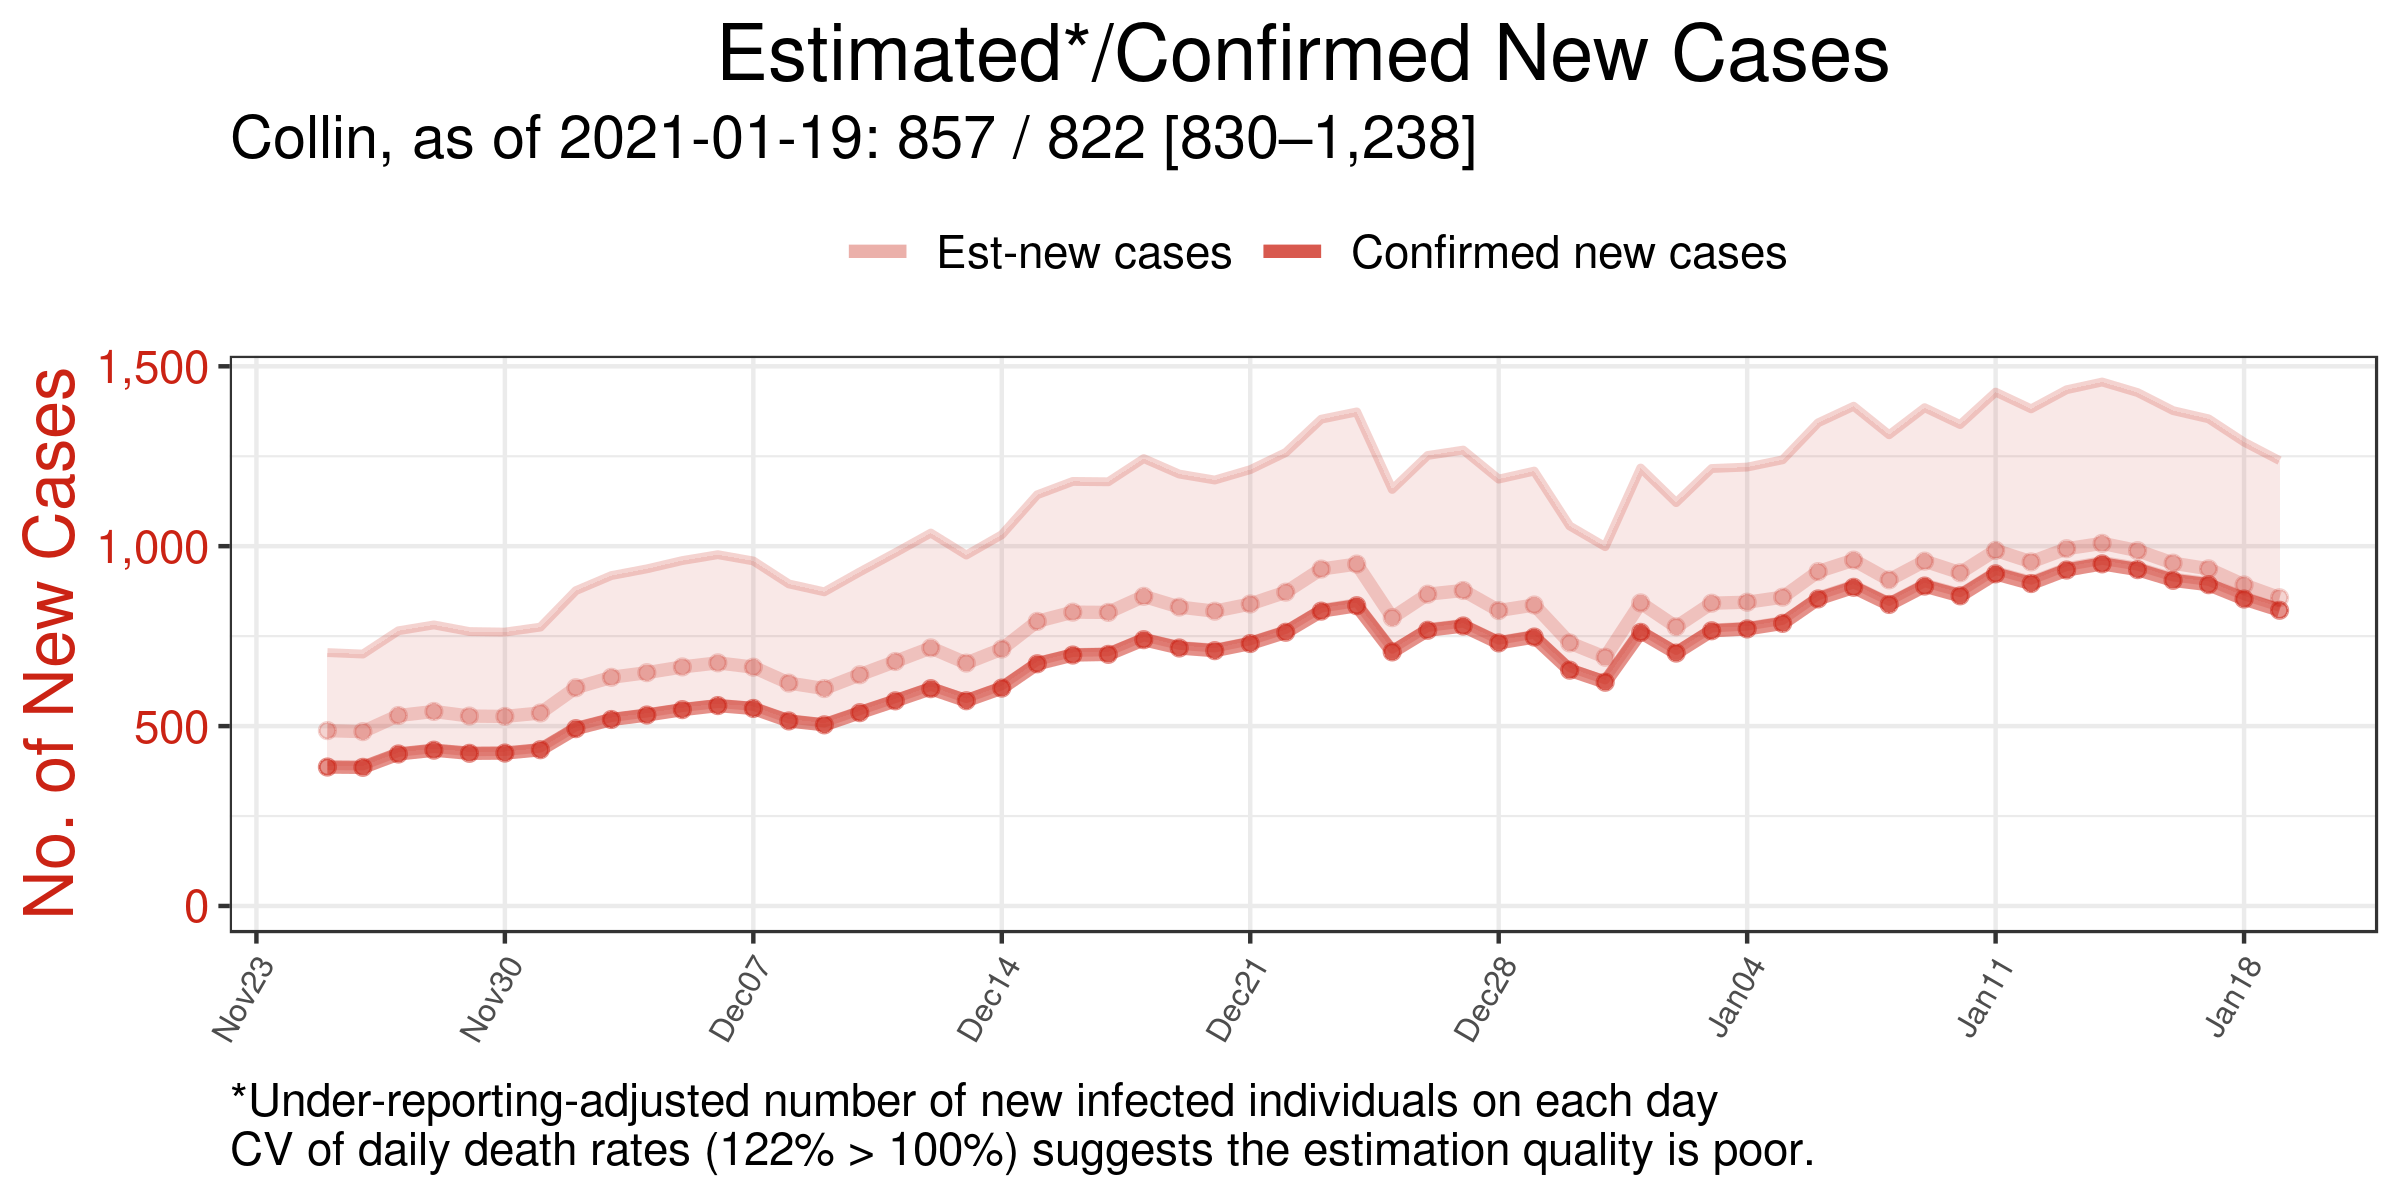 Estimated*/Confirmed New Cases
Collin, as of 2021-01-19: 857 / 822 [830–1,238]
Est-new cases
Confirmed new cases
No. of New Cases
1,500
1,000
500
0
Nov23
Nov30
Dec07
Dec14
Dec21
Dec28
Jan04
Jan11
Jan18
*Under-reporting-adjusted number of new infected individuals on each day
CV of daily death rates (122% > 100%) suggests the estimation quality is poor.